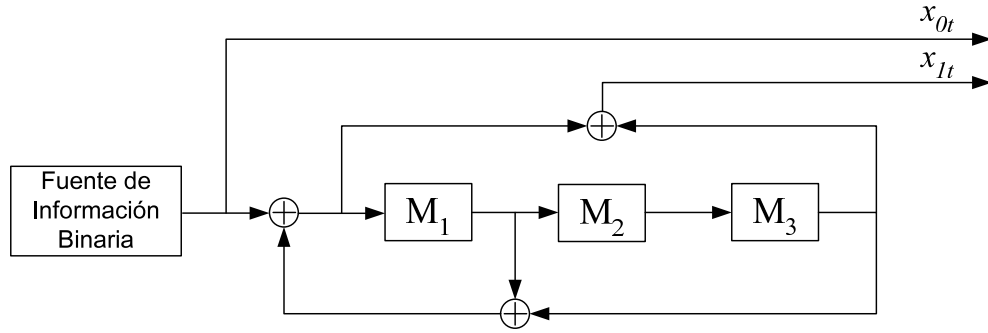 x0t
x1t
Fuente de
Información
Binaria
M1
M2
M3